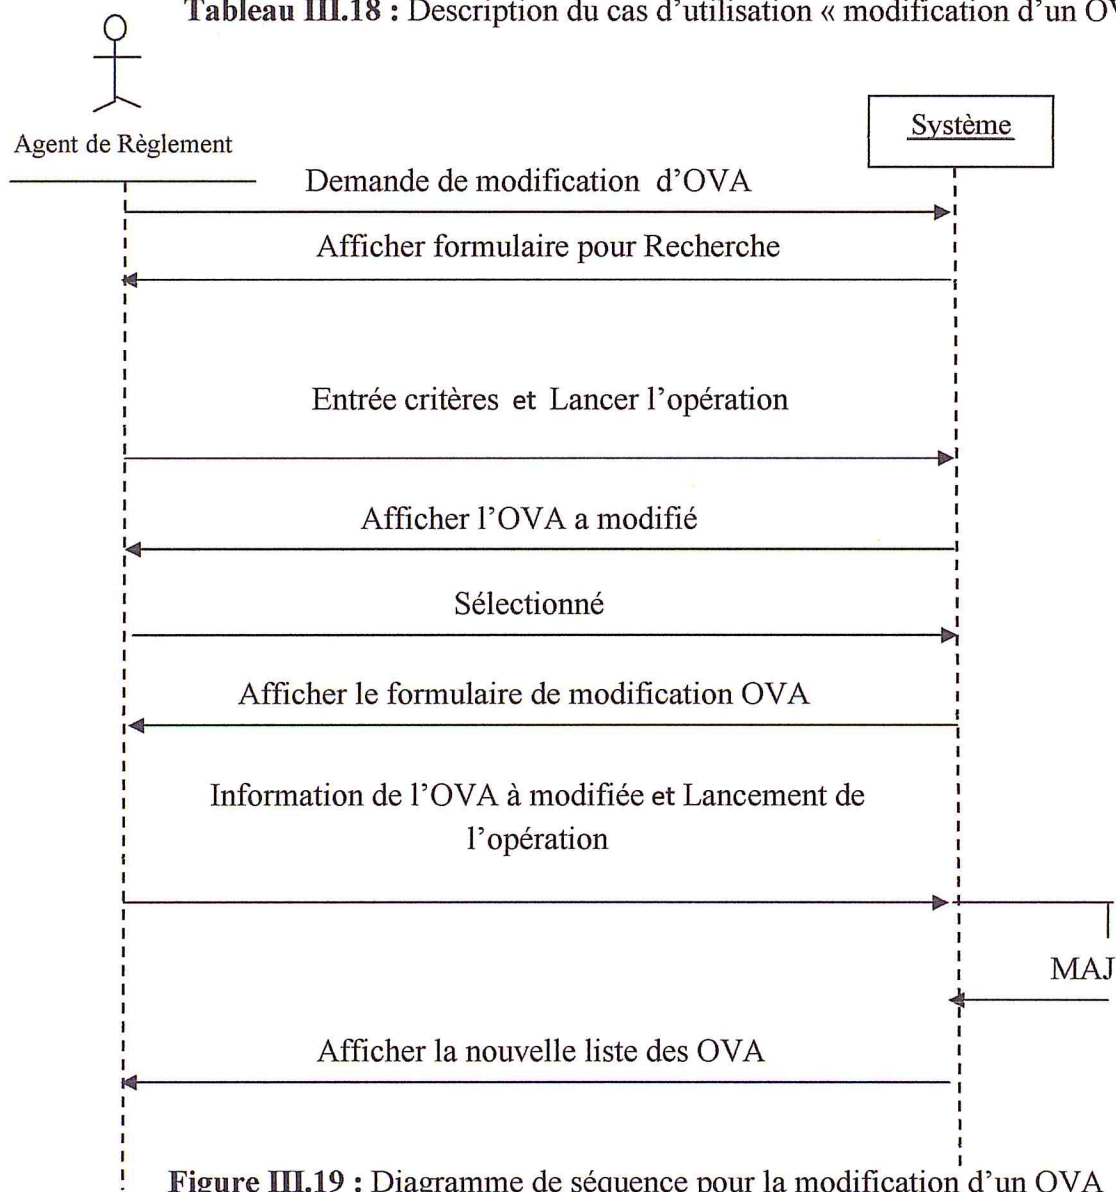 Tableau III.18 : Description du cas d'utilisation « modification d'un OV
Agent de Règlement
Système
Demande de modification d'OVA
Afficher formulaire pour Recherche
Entrée critères et Lancer l'opération
Afficher l'OVA a modifié
Sélectionné
Afficher le formulaire de modification OVA
Information de l'OVA à modifiée et Lancement de
l'opération
MAJ
Afficher la nouvelle liste des OVA
Figure III.19 : Diagramme de séquence pour la modification d'un OVA